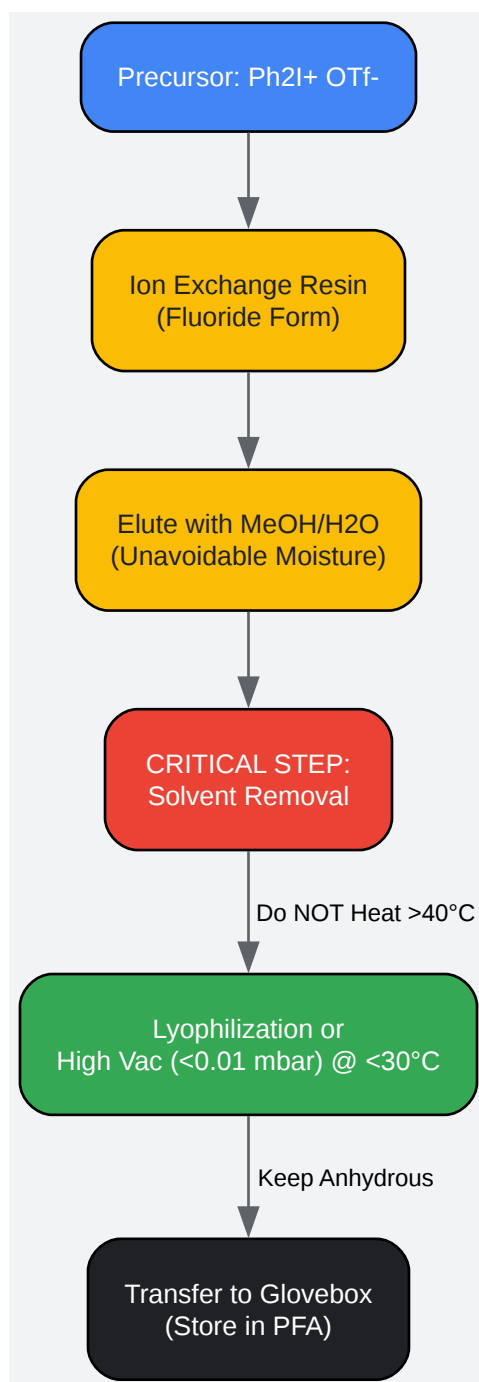 Precursor: Ph2I+ OTf-
Ion Exchange Resin
(Fluoride Form)
Elute with MeOH/H2O
(Unavoidable Moisture)
CRITICAL STEP:
Solvent Removal
Do NOT Heat >40°C
Lyophilization or
High Vac (<0.01 mbar) @ <30°C
Keep Anhydrous
Transfer to Glovebox
(Store in PFA)